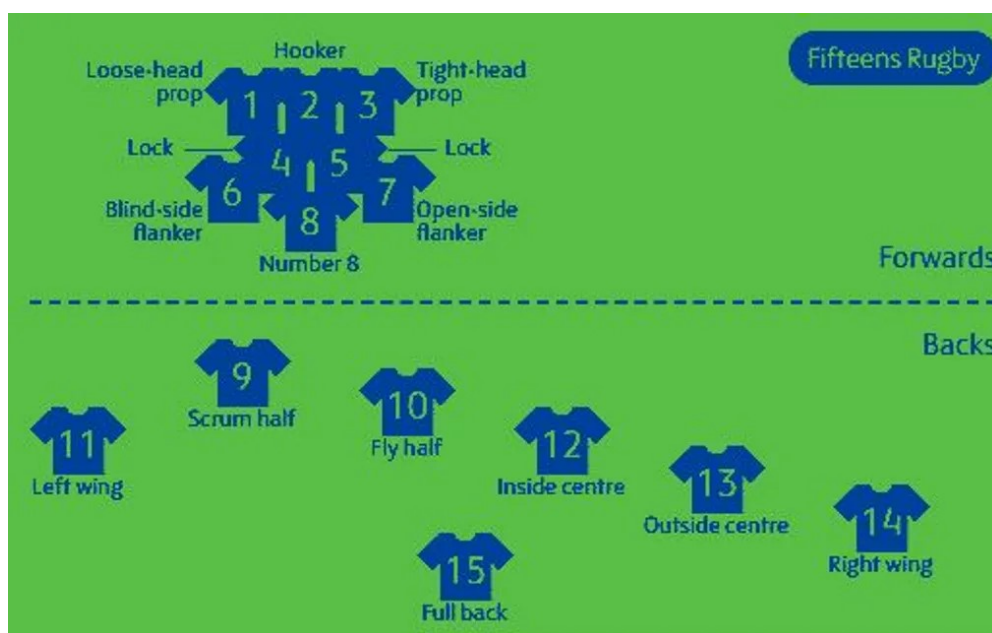 Fifteens Rugby
Hooker
Loose-head
prop
Tight-head
prop
1 2 3
Lock
Lock
4 5
6 7
Blind-side
flanker
Open-side
flanker
8
Number 8
Forwards
Backs
9
Scrum half
10
Fly half
11
Left wing
12
Inside centre
13
Outside centre
14
Right wing
15
Full back